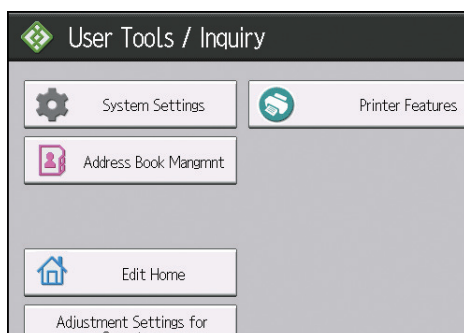 User Tools / Inquiry
System Settings
Printer Features
Address Book Mangmnt
Edit Home
Adjustment Settings for